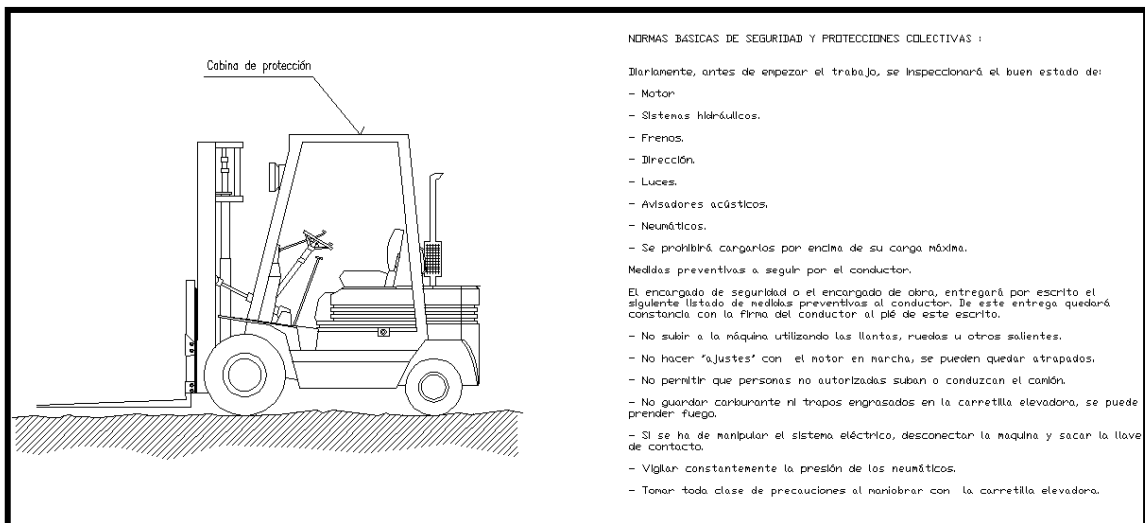 Cabina de protección
NORMAS BÁSICAS DE SEGURIDAD Y PROTECCIONES COLECTIVAS :
Diariamente, antes de empezar el trabajo, se inspeccionará el buen estado de:
- Motor
- Sistemas hidráulicos.
- Frenos.
- Dirección.
- Luces.
- Avisadores acústicos.
- Neumáticos.
- Se prohibirá cargarlos por encima de su carga máxima.
Medidas preventivas a seguir por el conductor.
El encargado de seguridad o el encargado de obra, entregará por escrito el
siguiente listado de medidas preventivas al conductor. De este entrega quedará
constancia con la firma del conductor al pié de este escrito.
- No subir a la máquina utilizando las llantas, ruedas u otros salientes.
- No hacer "ajustes" con el motor en marcha, se pueden quedar atrapados.
- No permitir que personas no autorizadas suban o conduzcan el camión.
- No guardar carburante ni trapos engrasados en la carretilla elevadora, se puede
prender fuego.
- Si se ha de manipular el sistema eléctrico, desconectar la maquina y sacar la llave
de contacto.
- Vigilar constantemente la presión de los neumáticos.
- Tomar toda clase de precauciones al maniobrar con la carretilla elevadora.